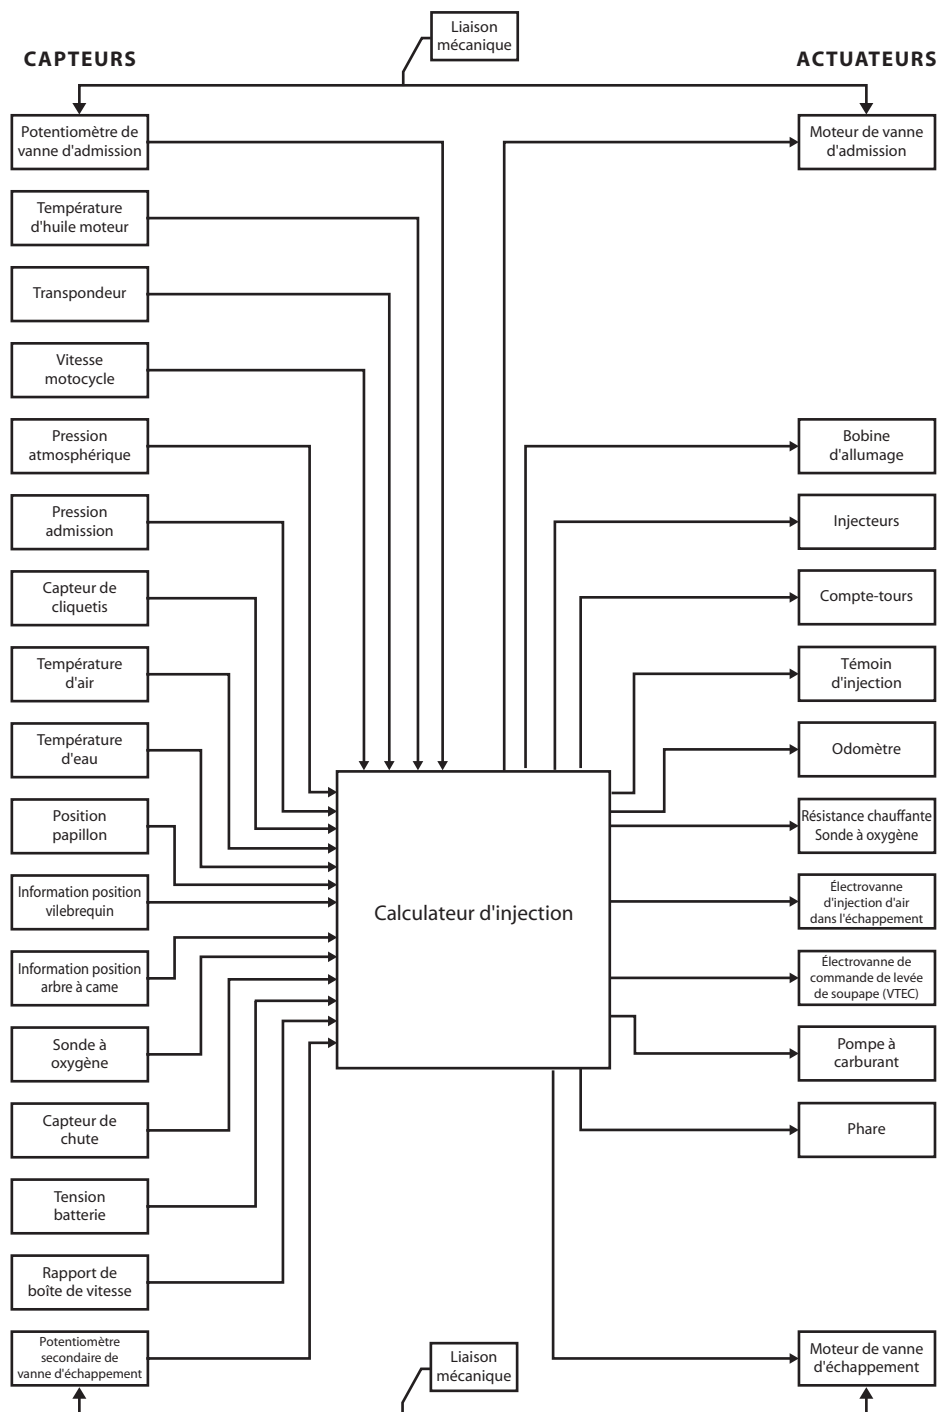 Liaison
mécanique
CAPTEURS
ACTUATEURS
Potentiomètre de
vanne d'admission
Moteur de vanne
d'admission
Température
d'huile moteur
Transpondeur
Vitesse
motocycle
Pression
atmosphérique
Bobine
d'allumage
Pression
admission
Injecteurs
Capteur de
cliquetis
Compte-tours
Température
d'air
Témoin
d'injection
Température
d'eau
Odomètre
Position
papillon
Résistance chauffante
Sonde à oxygène
Information position
vilebrequin
Calculateur d'injection
Électrovanne
d'injection d'air
dans l'échappement
Information position
arbre à came
Électrovanne de
commande de levée
de soupape (VTEC)
Sonde à
oxygène
Pompe à
carburant
Capteur de
chute
Phare
Tension
batterie
Rapport de
boîte de vitesse
Potentiomètre
secondaire de
vanne d'échappement
Liaison
mécanique
Moteur de vanne
d'échappement